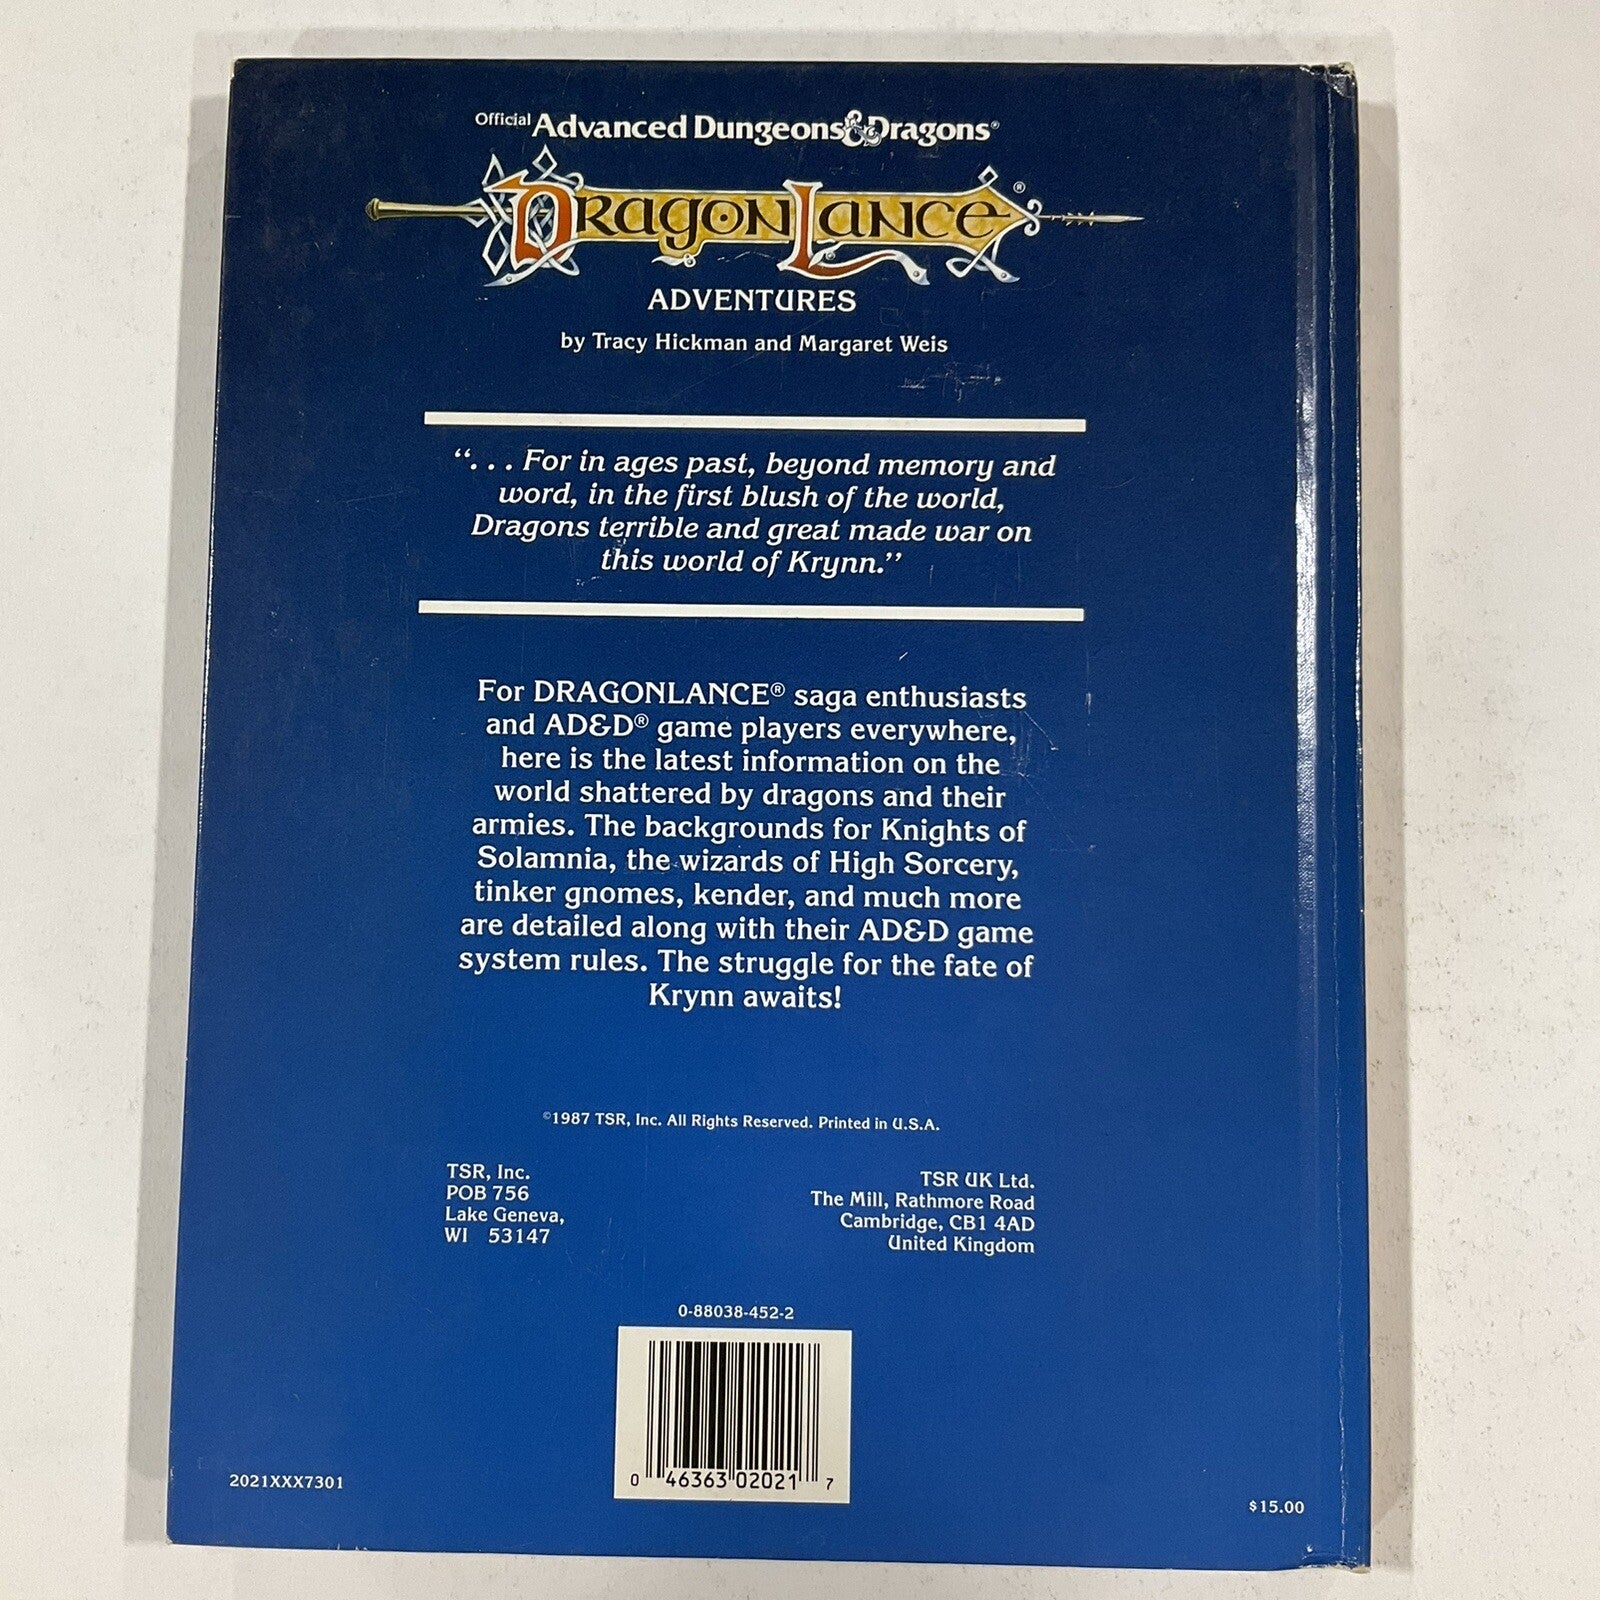 Official Advanced Dungeons & Dragons®
DRAGONLANCE®
ADVENTURES
by Tracy Hickman and Margaret Weis
“. . . For in ages past, beyond memory and
word, in the first blush of the world,
Dragons terrible and great made war on
this world of Krynn.”
For DRAGONLANCE® saga enthusiasts
and AD&D® game players everywhere,
here is the latest information on the
world shattered by dragons and their
armies. The backgrounds for Knights of
Solamnia, the wizards of High Sorcery,
tinker gnomes, kender, and much more
are detailed along with their AD&D game
system rules. The struggle for the fate of
Krynn awaits!
©1987 TSR, Inc. All Rights Reserved. Printed in U.S.A.
TSR, Inc.
POB 756
Lake Geneva,
WI 53147
TSR UK Ltd.
The Mill, Rathmore Road
Cambridge, CB1 4AD
United Kingdom
0-88038-452-2
0 46363 02021 7
2021XXX7301
$15.00